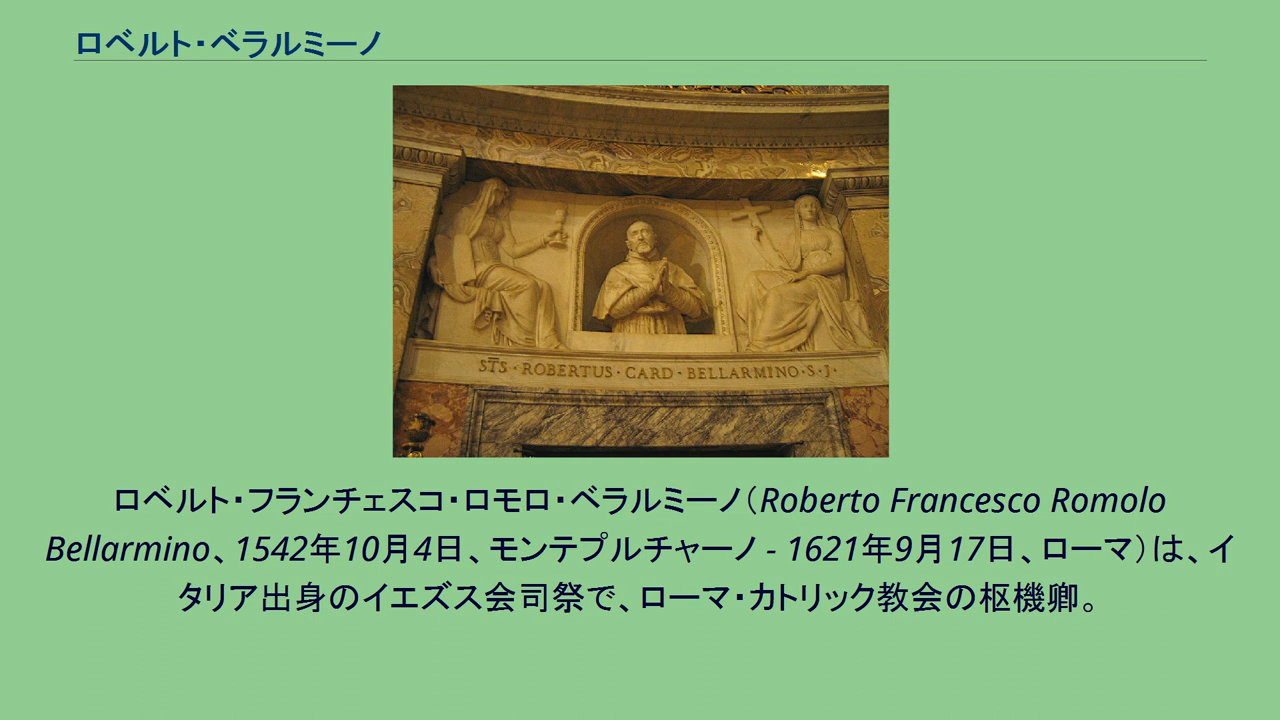 ロベルト・ベラルミーノ
STS · ROBERTUS · CARD · BELLARMINO · S · J ·
ロベルト・フランチェスコ・ロモロ・ベラルミーノ（Roberto Francesco Romolo
Bellarmino、1542年10月4日、モンテプルチャーノ - 1621年9月17日、ローマ）は、イ
タリア出身のイエズス会司祭で、ローマ・カトリック教会の枢機卿。